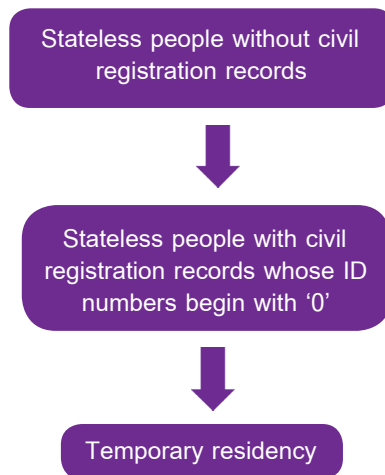 Stateless people without civil
registration records
Stateless people with civil
registration records whose ID
numbers begin with ‘0’
Temporary residency